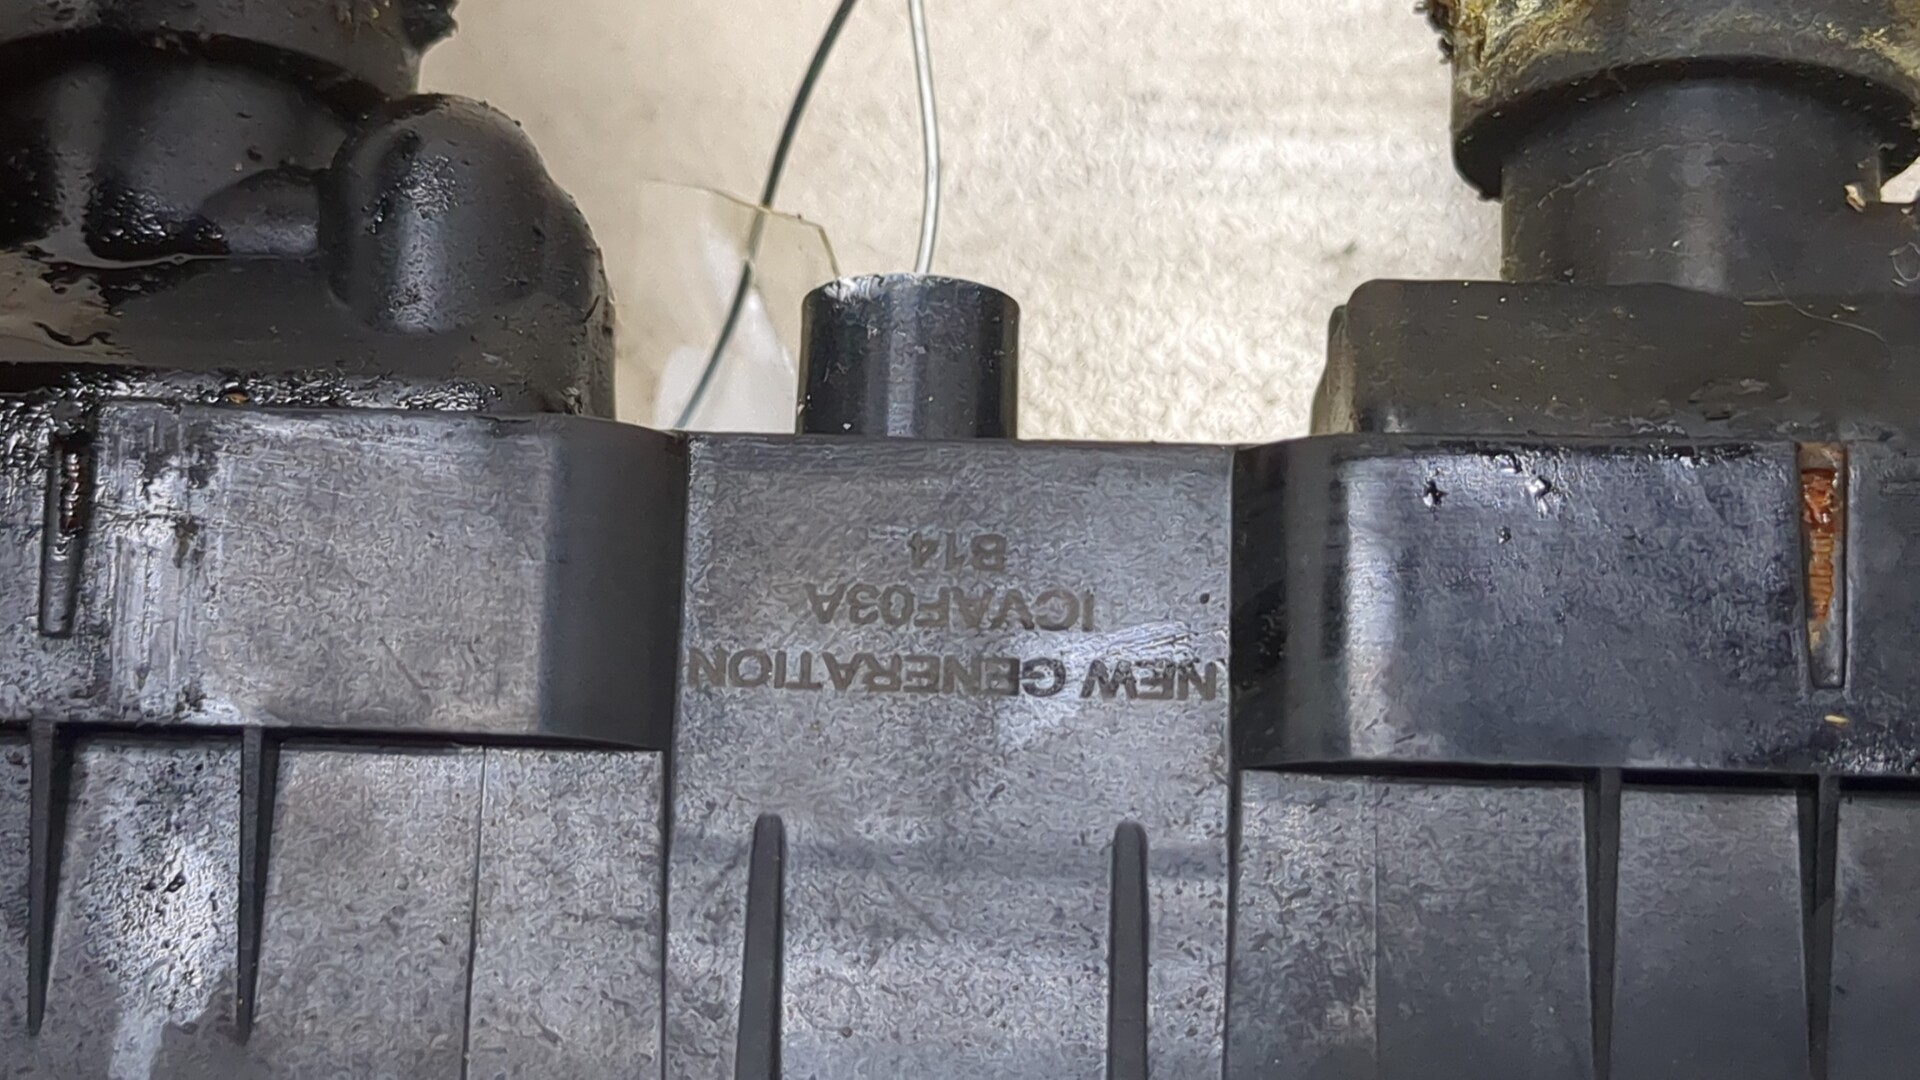 NEW GENERATION
ICVAF03A
B14